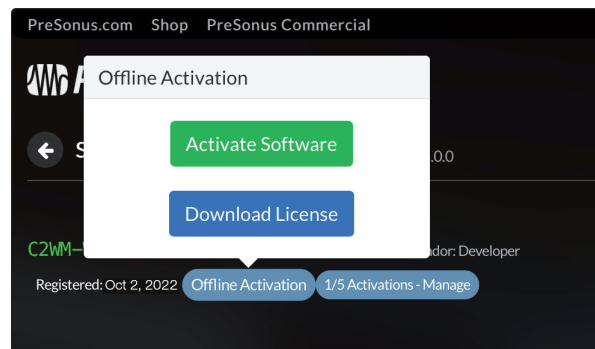 PreSonus.com Shop PreSonus Commercial
Offline Activation
Activate Software
.0.0
Download License
C2WM-
dor: Developer
Registered: Oct 2, 2022 Offline Activation 1/5 Activations - Manage